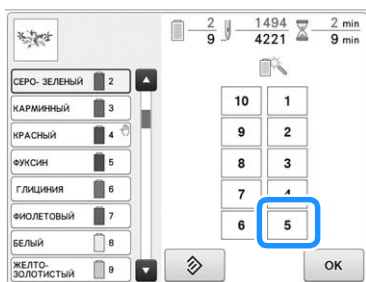 2 1494 2 min
9 4221 9 min
СЕРО- ЗЕЛЕНЫЙ 2
КАРМИННЫЙ 3
КРАСНЫЙ 4
ФУКСИН 5
ГЛИЦИНИЯ 6
ФИОЛЕТОВЫЙ 7
БЕЛЫЙ 8
ЖЕЛТО-
ЗОЛОТИСТЫЙ 9
10 1
9 2
8 3
7 4
6 5
OK